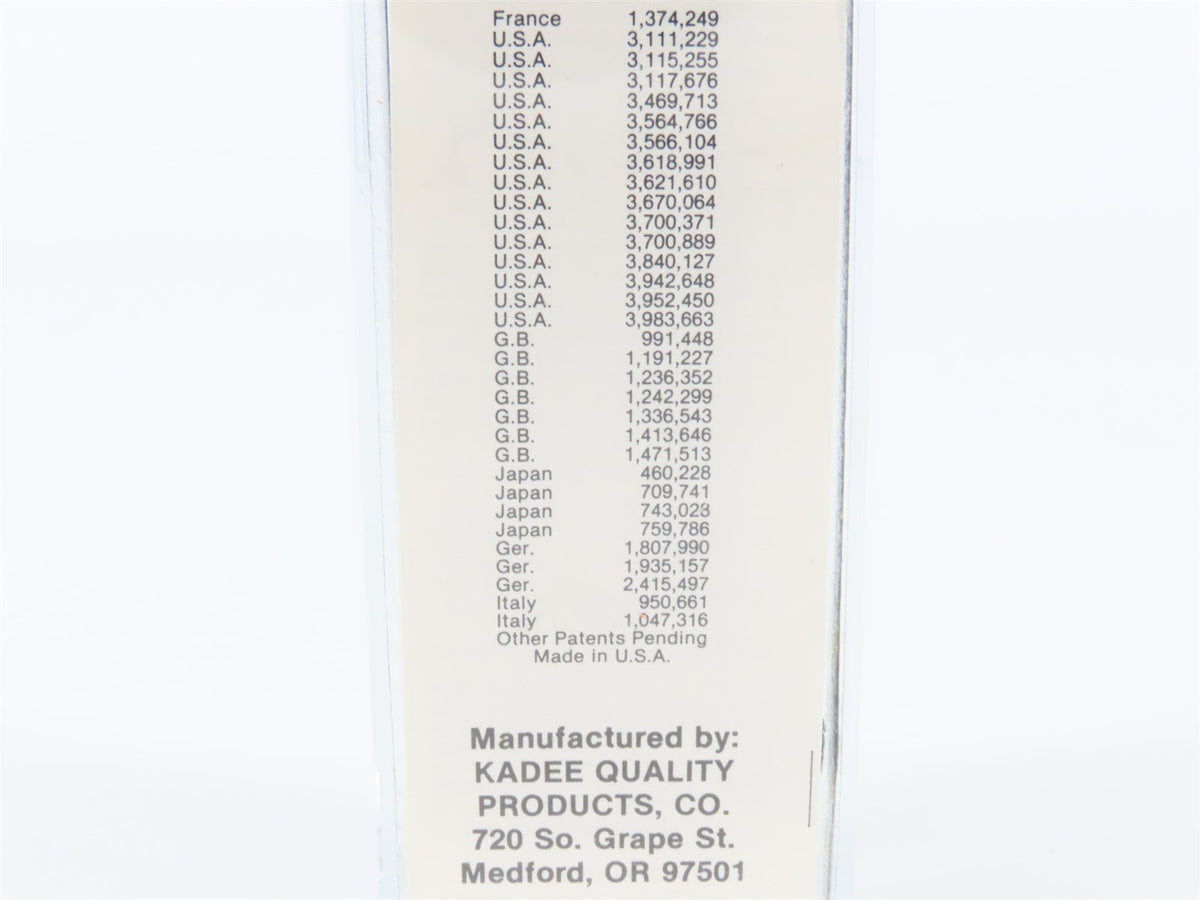 France 1,374,249
U.S.A. 3,111,229
U.S.A. 3,115,255
U.S.A. 3,117,676
U.S.A. 3,469,713
U.S.A. 3,564,766
U.S.A. 3,566,104
U.S.A. 3,618,991
U.S.A. 3,621,610
U.S.A. 3,670,064
U.S.A. 3,700,371
U.S.A. 3,700,889
U.S.A. 3,840,127
U.S.A. 3,942,648
U.S.A. 3,952,450
U.S.A. 3,983,663
G.B. 991,448
G.B. 1,191,227
G.B. 1,236,352
G.B. 1,242,299
G.B. 1,336,543
G.B. 1,413,646
G.B. 1,471,513
Japan 460,228
Japan 709,741
Japan 743,023
Japan 759,786
Ger. 1,807,990
Ger. 1,935,157
Ger. 2,415,497
Italy 950,661
Italy 1,047,316
Other Patents Pending
Made in U.S.A.
Manufactured by:
KADEE QUALITY
PRODUCTS, CO.
720 So. Grape St.
Medford, OR 97501